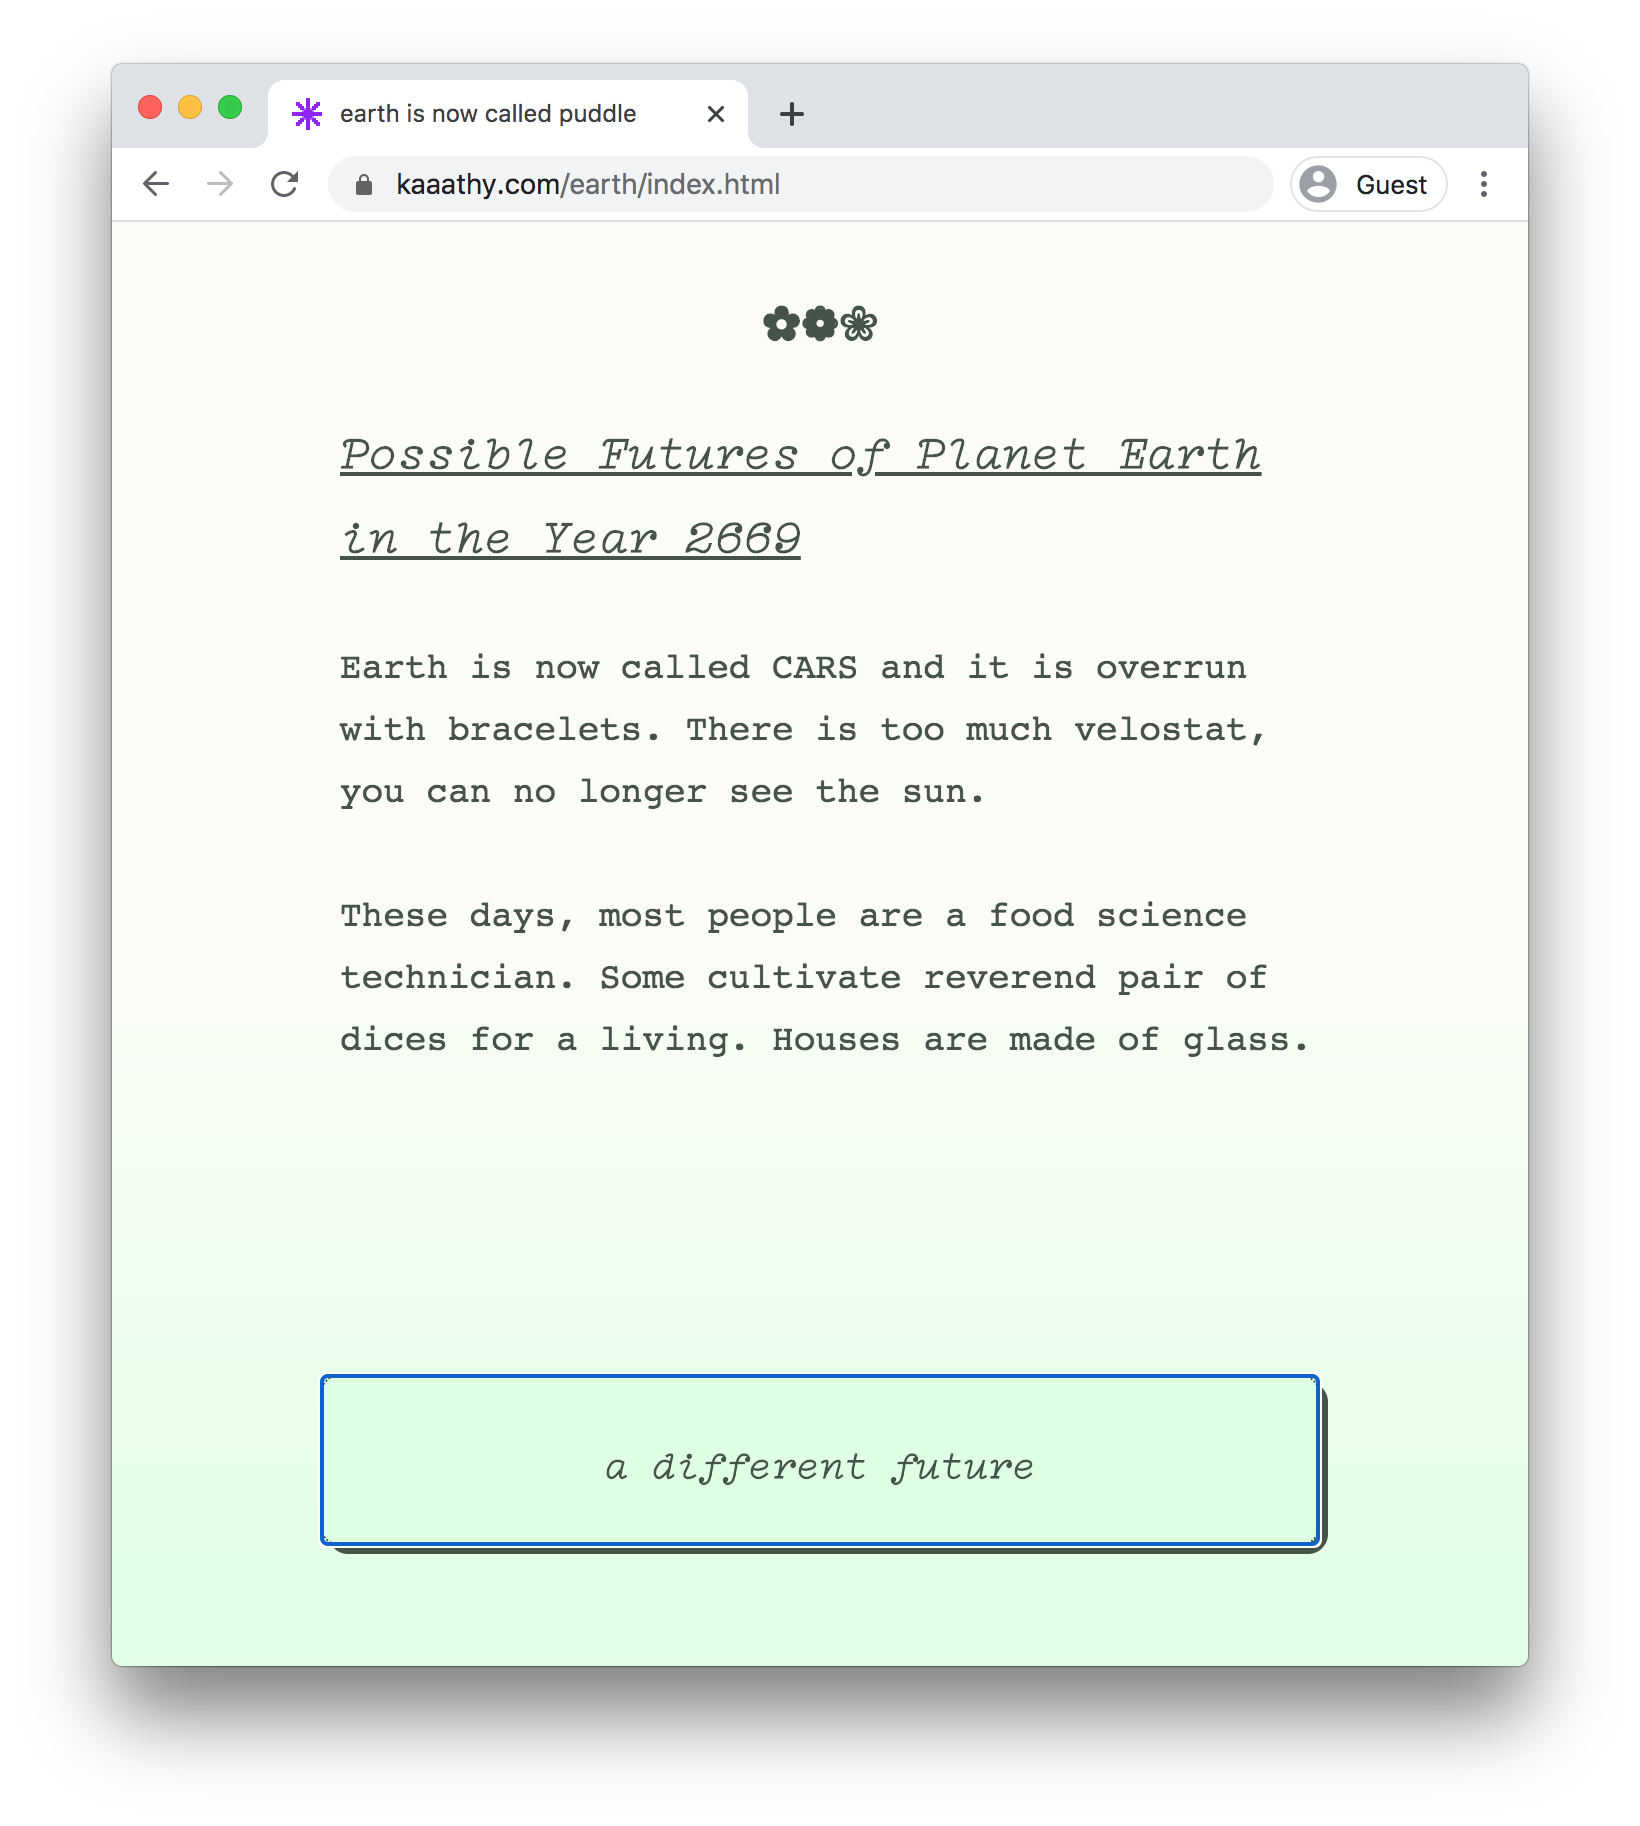 earth is now called puddle
kaaathy.com/earth/index.html
Guest
✿❁❀
Possible Futures of Planet Earth
in the Year 2669
Earth is now called CARS and it is overrun
with bracelets. There is too much velostat,
you can no longer see the sun.
These days, most people are a food science
technician. Some cultivate reverend pair of
dices for a living. Houses are made of glass.
a different future